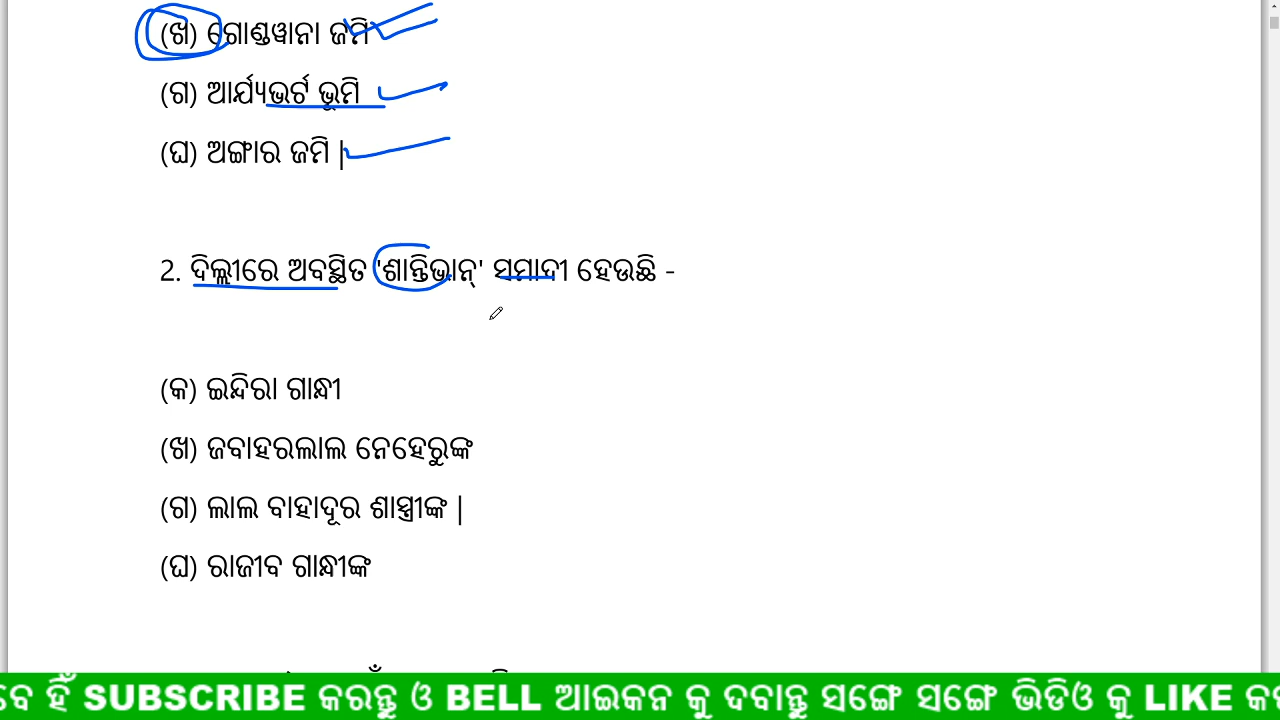 (ଖ) ଗୋଣ୍ଡୱାନା ଜମି
(ଗ) ଆର୍ଯ୍ୟଭର୍ଟ ଭୂମି
(ଘ) ଅଙ୍ଗାର ଜମି |
2. ଦିଲ୍ଲୀରେ ଅବସ୍ଥିତ 'ଶାନ୍ତିଭାନ୍' ସମାଦୀ ହେଉଛି -
(କ) ଇନ୍ଦିରା ଗାନ୍ଧୀ
(ଖ) ଜବାହରଲାଲ ନେହେରୁଙ୍କ
(ଗ) ଲାଲ ବାହାଦୂର ଶାସ୍ତ୍ରୀଙ୍କ |
(ଘ) ରାଜୀବ ଗାନ୍ଧୀଙ୍କ
ବେ ହିଁ SUBSCRIBE କରନ୍ତୁ ଓ BELL ଆଇକନ କୁ ଦବାନ୍ତୁ ସଙ୍ଗେ ସଙ୍ଗେ ଭିଡିଓ କୁ LIKE କ